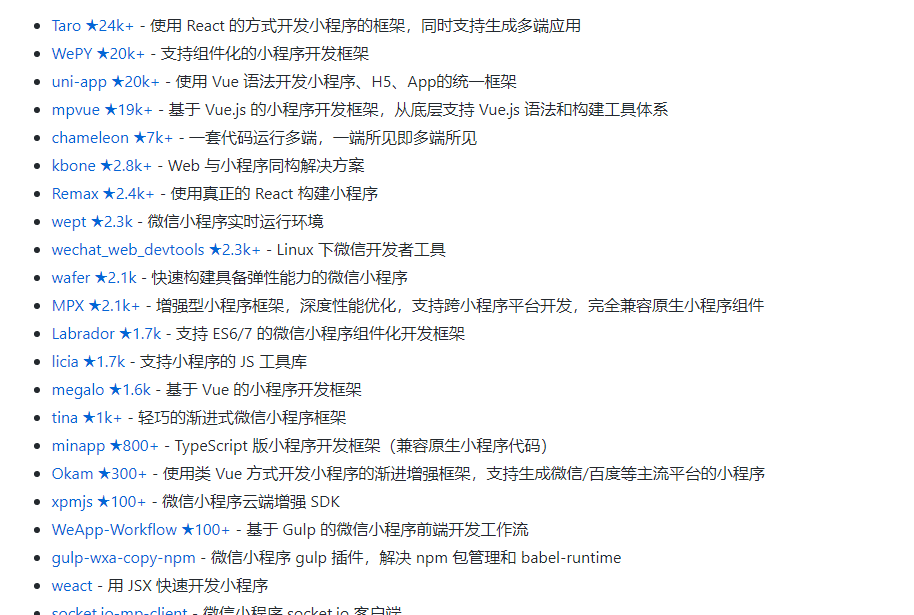 Taro ★24k+ - 使用 React 的方式开发小程序的框架，同时支持生成多端应用
WePY ★20k+ - 支持组件化的小程序开发框架
uni-app ★20k+ - 使用 Vue 语法开发小程序、H5、App的统一框架
mpvue ★19k+ - 基于 Vue.js 的小程序开发框架，从底层支持 Vue.js 语法和构建工具体系
chameleon ★7k+ - 一套代码运行多端，一端所见即多端所见
kbone ★2.8k+ - Web 与小程序同构解决方案
Remax ★2.4k+ - 使用真正的 React 构建小程序
wept ★2.3k - 微信小程序实时运行环境
wechat_web_devtools ★2.3k+ - Linux 下微信开发者工具
wafer ★2.1k - 快速构建具备弹性能力的微信小程序
MPX ★2.1k+ - 增强型小程序框架，深度性能优化，支持跨小程序平台开发，完全兼容原生小程序组件
Labrador ★1.7k - 支持 ES6/7 的微信小程序组件化开发框架
licia ★1.7k - 支持小程序的 JS 工具库
megalo ★1.6k - 基于 Vue 的小程序开发框架
tina ★1k+ - 轻巧的渐进式微信小程序框架
minapp ★800+ - TypeScript 版小程序开发框架（兼容原生小程序代码）
Okam ★300+ - 使用类 Vue 方式开发小程序的渐进增强框架，支持生成微信/百度等主流平台的小程序
xpmjs ★100+ - 微信小程序云端增强 SDK
WeApp-Workflow ★100+ - 基于 Gulp 的微信小程序前端开发工作流
gulp-wxa-copy-npm - 微信小程序 gulp 插件，解决 npm 包管理和 babel-runtime
weact - 用 JSX 快速开发小程序
socket.io-mp-client - 微信小程序 socket.io 客户端